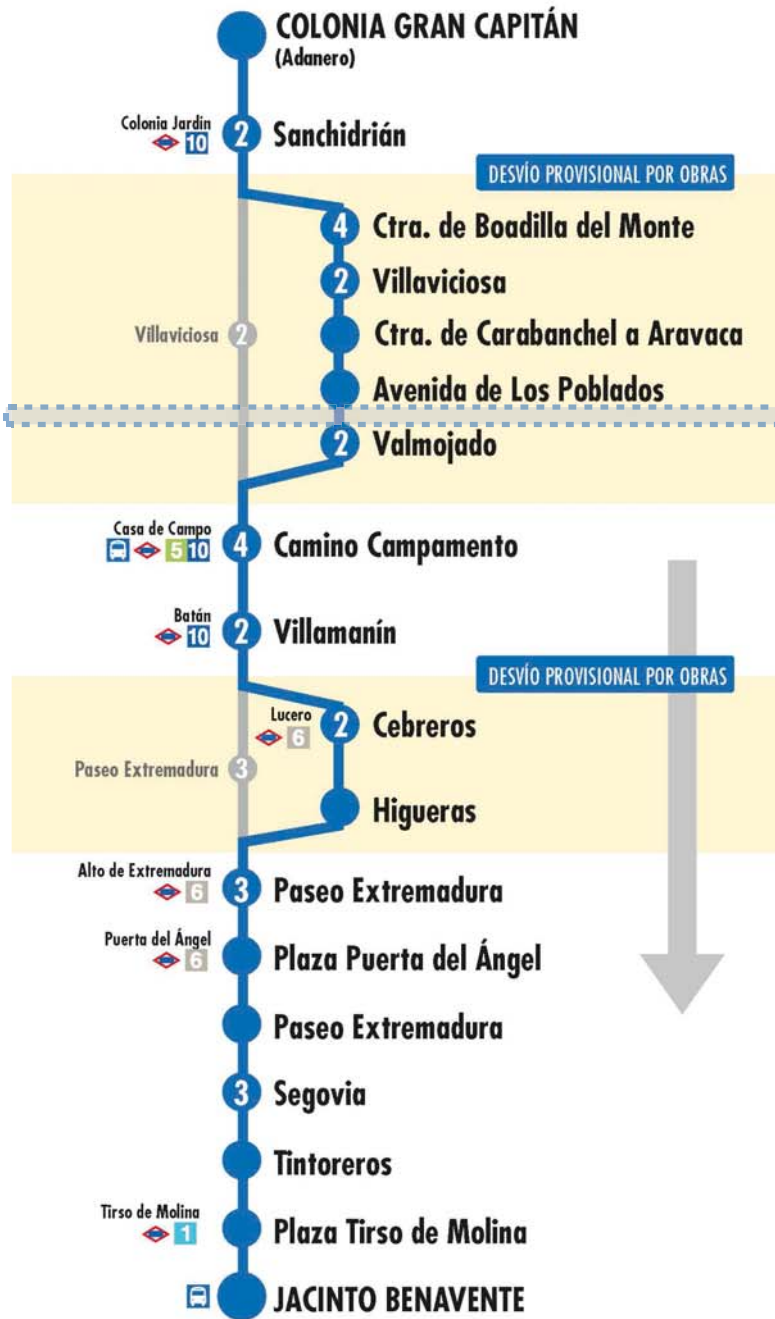 COLONIA GRAN CAPITÁN
(Adanero)
Colonia Jardín
10
2
Sanchidrián
DESVÍO PROVISIONAL POR OBRAS
4
Ctra. de Boadilla del Monte
2
Villaviciosa
Villaviciosa 2
Ctra. de Carabanchel a Aravaca
Avenida de Los Poblados
2
Valmojado
Casa de Campo
5 10
4
Camino Campamento
Batán
10
2
Villamanín
DESVÍO PROVISIONAL POR OBRAS
Lucero
6
2
Cebreros
Paseo Extremadura 3
Higueras
Alto de Extremadura
6
3
Paseo Extremadura
Puerta del Ángel
6
Plaza Puerta del Ángel
Paseo Extremadura
3
Segovia
Tintoreros
Tirso de Molina
1
Plaza Tirso de Molina
JACINTO BENAVENTE